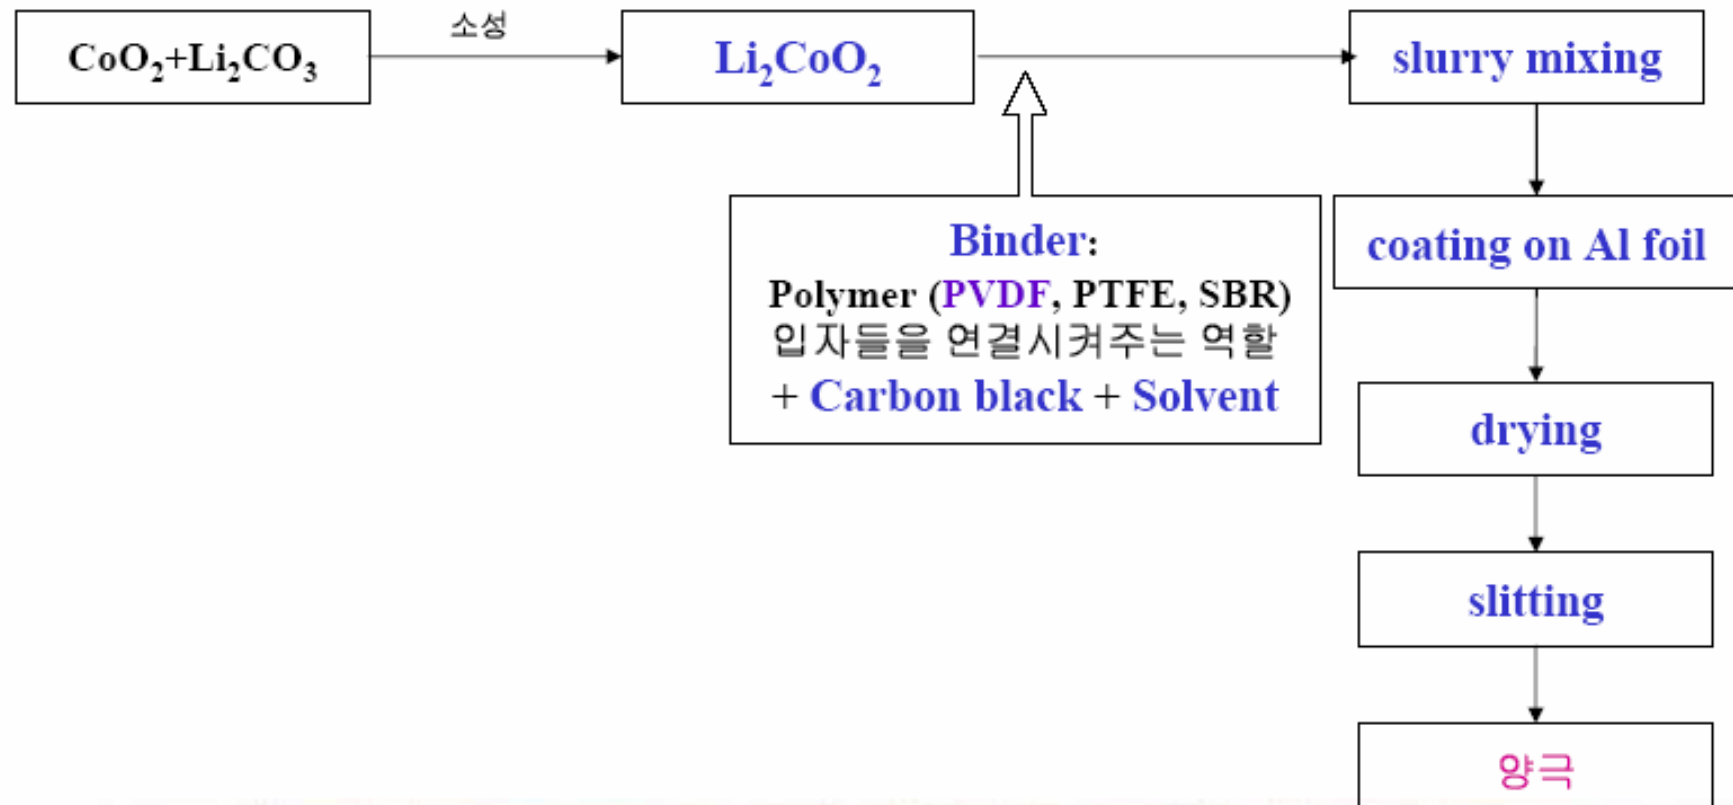 소성
CoO₂+Li₂CO₃
Li₂CoO₂
slurry mixing
Binder:
Polymer (PVDF, PTFE, SBR)
입자들을 연결시켜주는 역할
+ Carbon black + Solvent
coating on Al foil
drying
slitting
양극